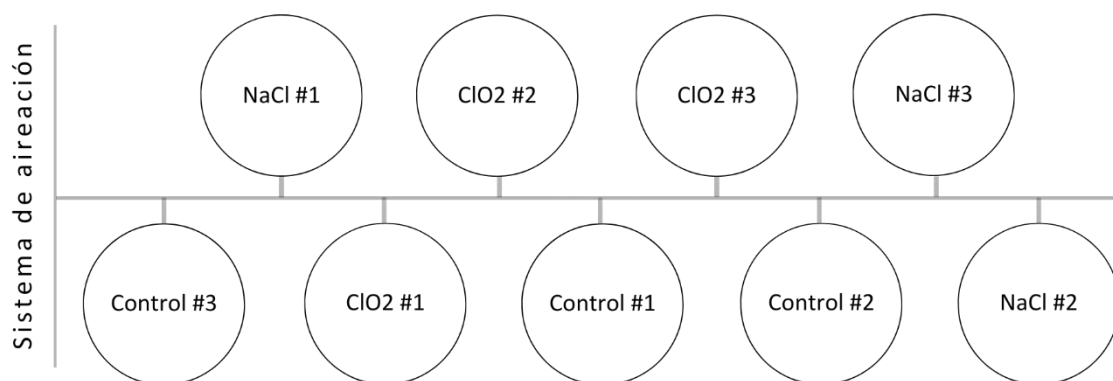 Sistema de aireación
NaCl #1
ClO2 #2
ClO2 #3
NaCl #3
Control #3
ClO2 #1
Control #1
Control #2
NaCl #2